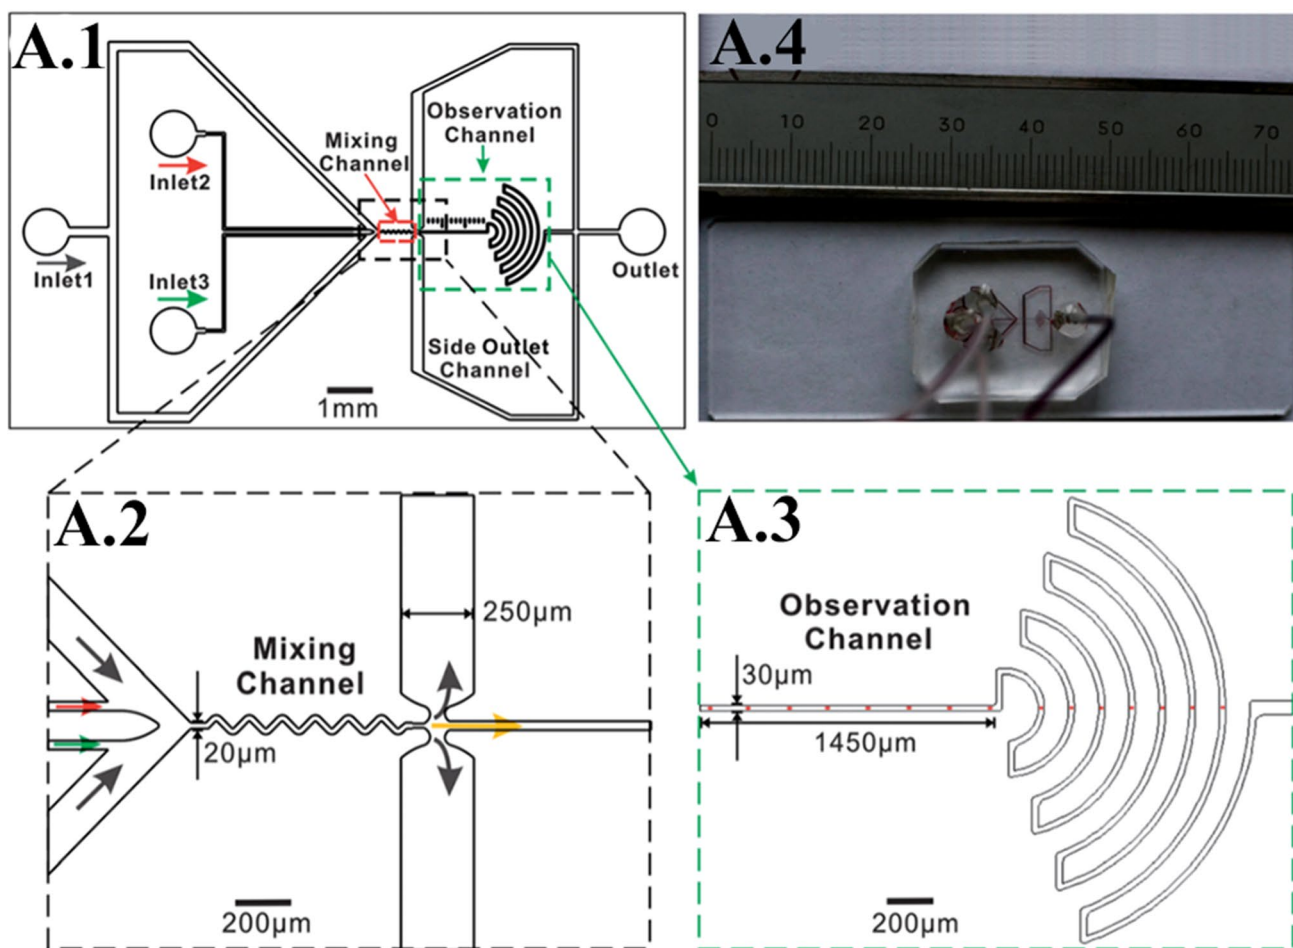 A.1
Observation
Channel
Mixing
Channel
Inlet2
Inlet1
Inlet3
Outlet
Side Outlet
Channel
1mm
A.4
0 10 20 30 40 50 60 70
A.2
250µm
Mixing
Channel
20µm
200µm
A.3
Observation
Channel
30µm
1450µm
200µm